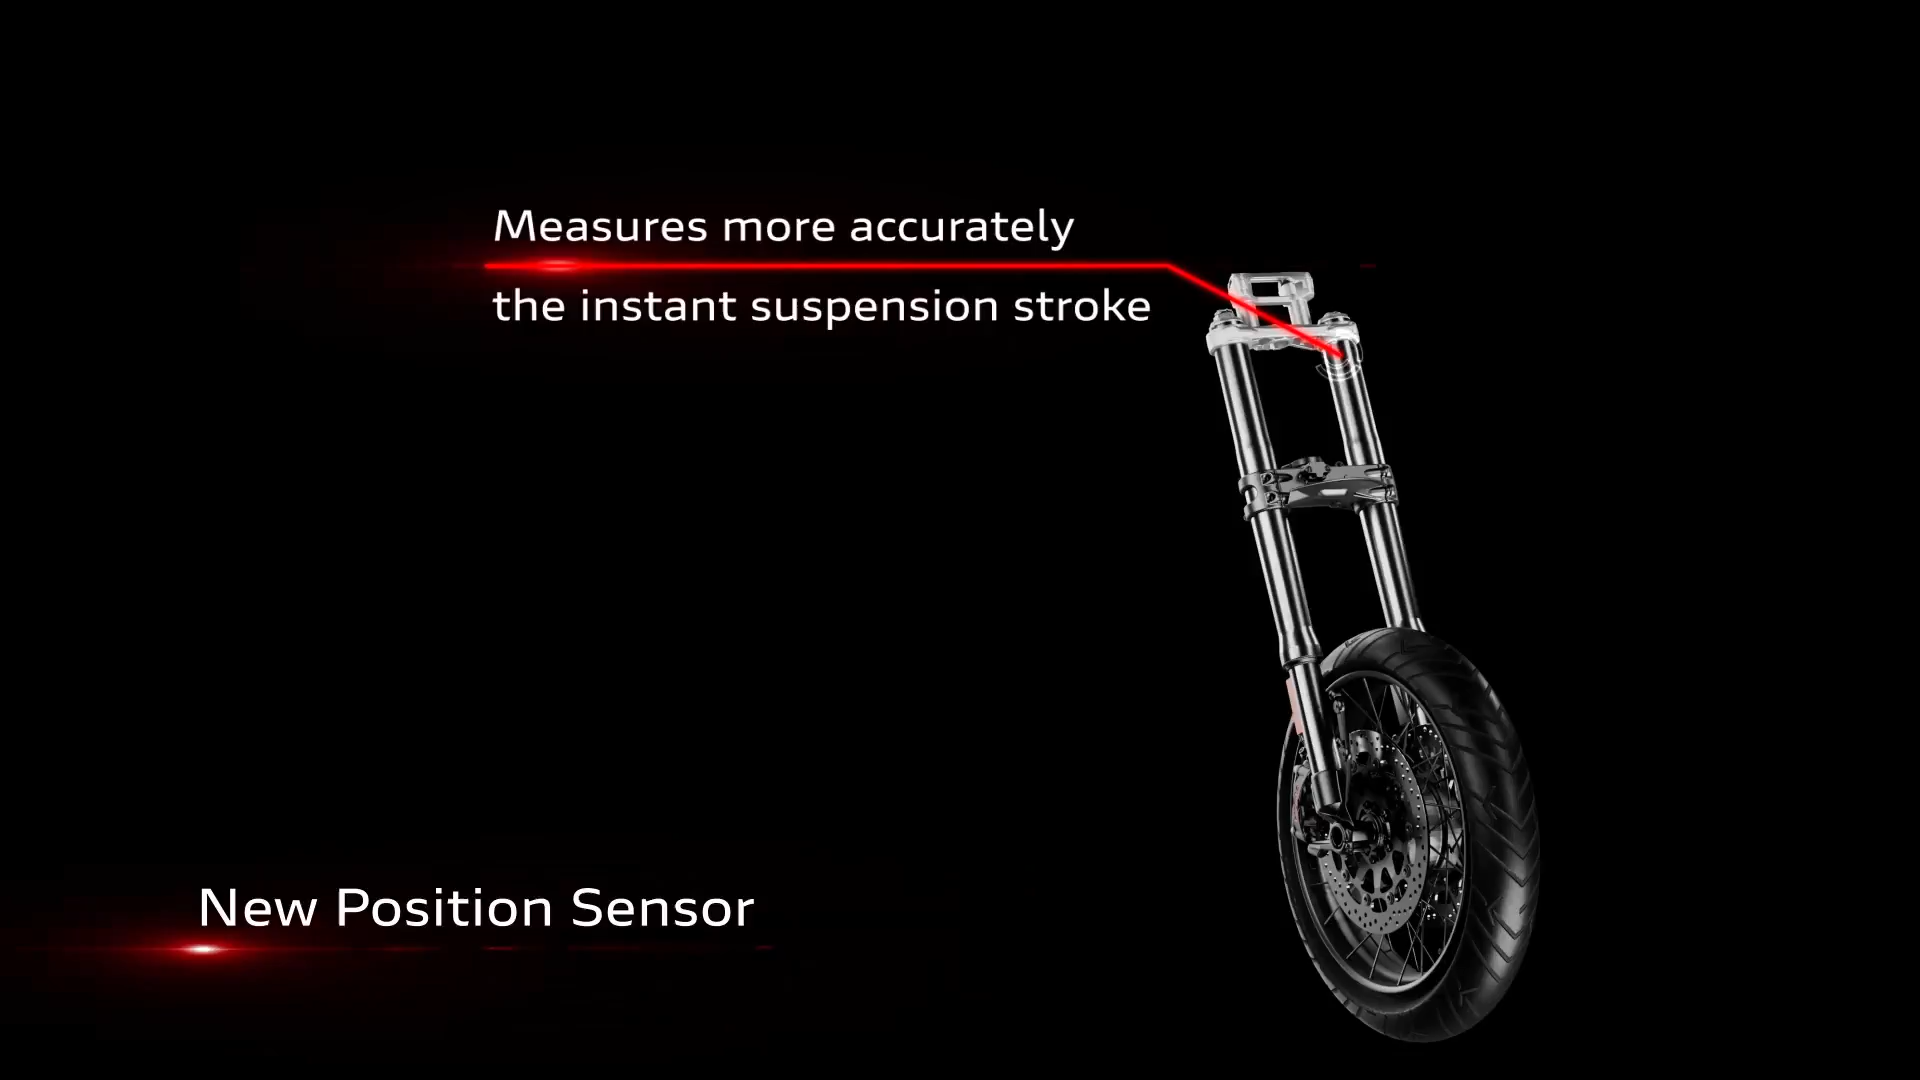 Measures more accurately
the instant suspension stroke
New Position Sensor